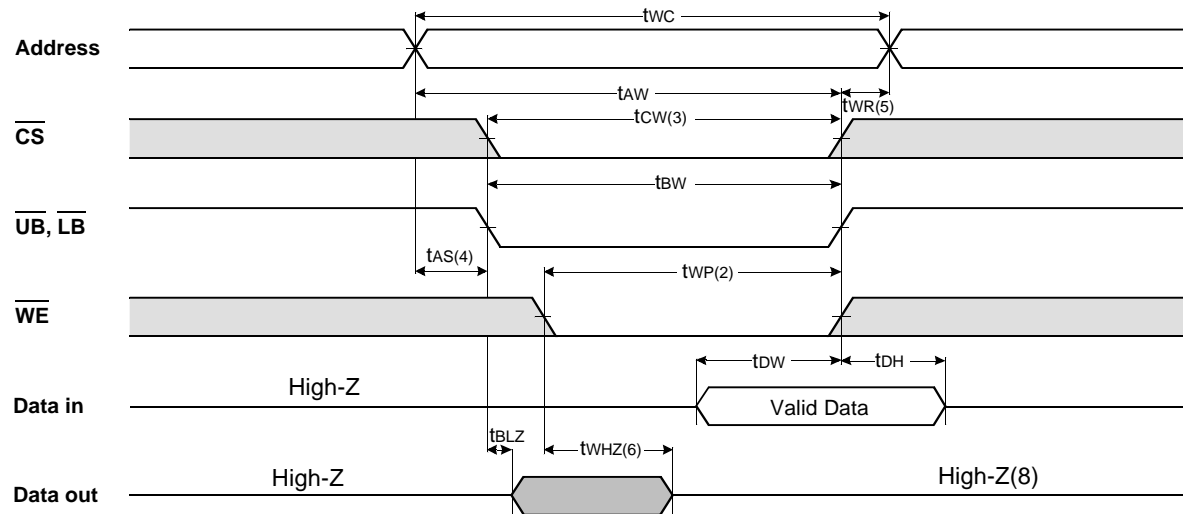 tWC
Address
tAW
tWR(5)
CS
tCW(3)
tBW
UB, LB
tAS(4)
tWP(2)
WE
tDW
tDH
High-Z
Data in
Valid Data
tBLZ
tWHZ(6)
High-Z
High-Z(8)
Data out